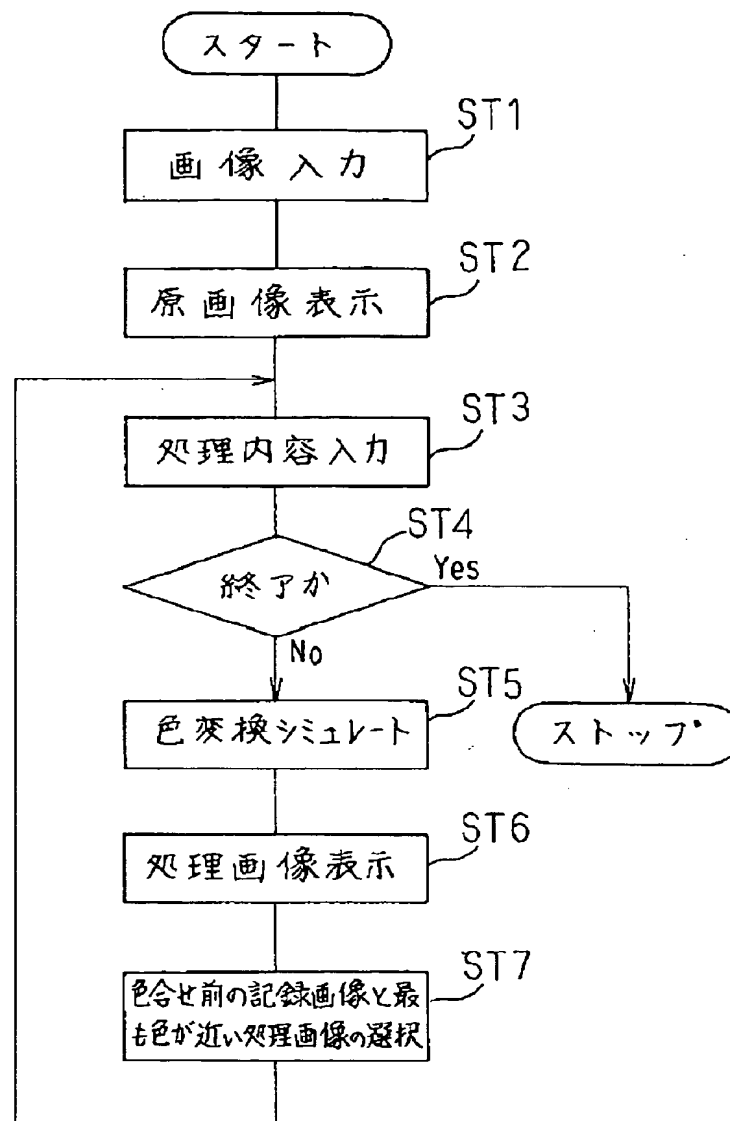 スタート
ST1
画像入力
ST2
原画像表示
ST3
処理内容入力
ST4
終了か
Yes
No
ST5
色変換シミュレート
ストップ
ST6
処理画像表示
ST7
色合せ前の記録画像と最
も色が近い処理画像の選択